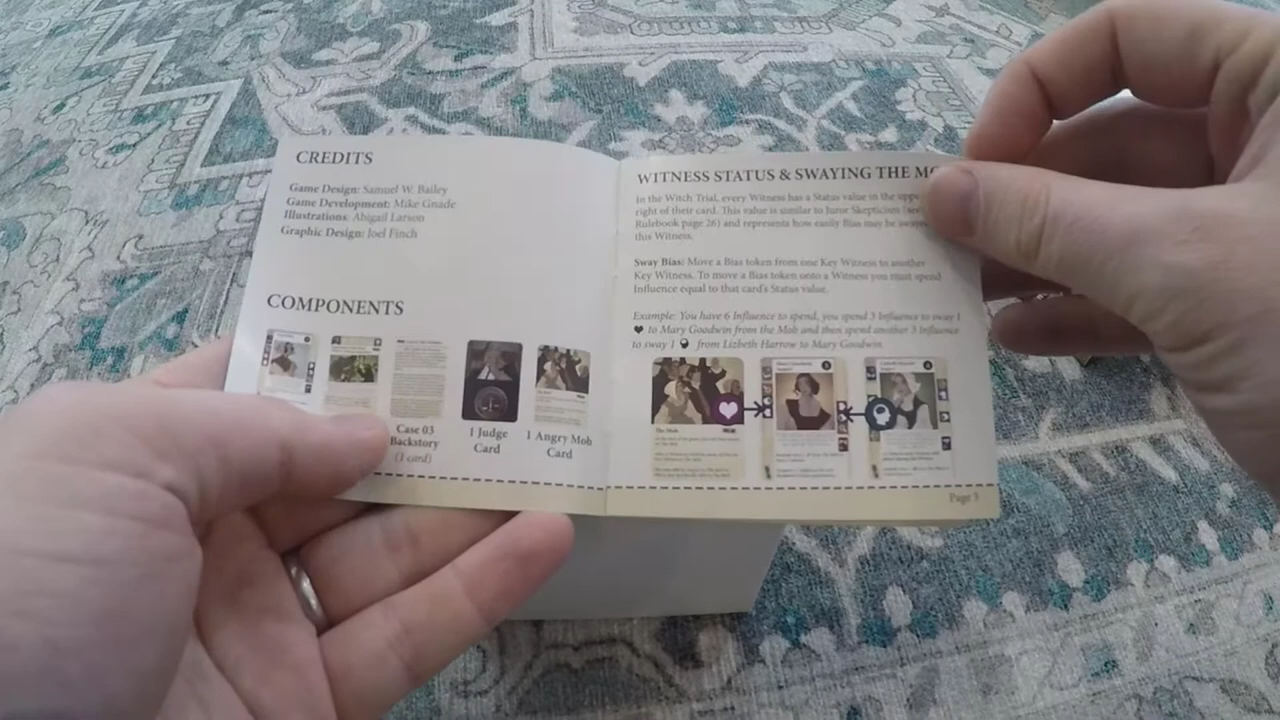 CREDITS
Game Design: Samuel W. Bailey
Game Development: Mike Gnade
Illustrations: Abigail Larson
Graphic Design: Joel Finch
COMPONENTS
Case 03
Backstory
(1 card)
1 Judge
Card
1 Angry Mob
Card
WITNESS STATUS & SWAYING THE
In the Witch Trial, every Witness has a Status value in the
right of their card. This value is similar to Juror Skepticism
Rulebook page 26) and represents how easily Bias may be
this Witness.
Sway Bias: Move a Bias token from one Key Witness to another
Key Witness. To move a Bias token onto a Witness you must spend
Influence equal to that card's Status value.
Example: You have 6 Influence to spend, you spend 3 Influence to sway 1
to Mary Goodwin from the Mob and then spend another 3 Influence
to sway 1 from Lizbeth Harrow to Mary Goodwin.
The Mob
Page 3